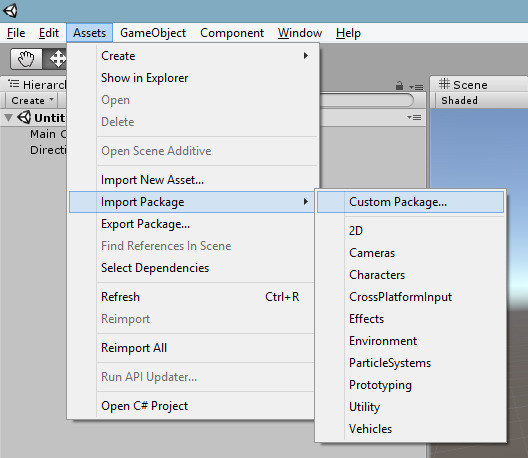 File Edit Assets GameObject Component Window Help
Hierarch
Create
Untit
Main C
Directi
Create
Show in Explorer
Open
Delete
Open Scene Additive
Import New Asset...
Import Package
Export Package...
Find References In Scene
Select Dependencies
Refresh Ctrl+R
Reimport
Reimport All
Run API Updater...
Open C# Project
Custom Package...
2D
Cameras
Characters
CrossPlatformInput
Effects
Environment
ParticleSystems
Prototyping
Utility
Vehicles
Scene
Shaded